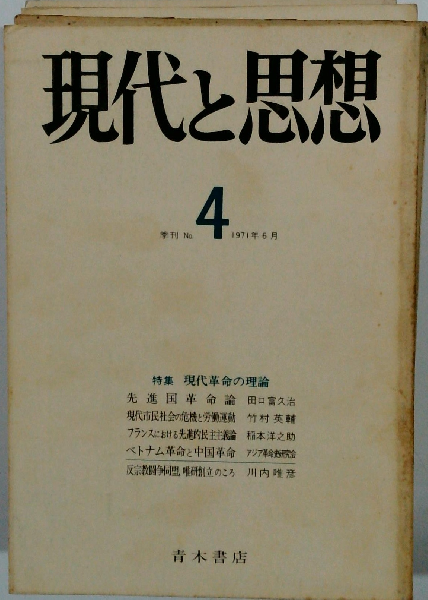 現代と思想
季刊 No. 4 1971年6月
特集 現代革命の理論
先進国革命論 田口富久治
現代市民社会の危機と労働運動 竹村英輔
フランスにおける先進的民主主義論 稲本洋之助
ベトナム革命と中国革命 アジア革命史研究会
反宗教闘争同盟, 唯研創立のころ 川内唯彦
青木書店